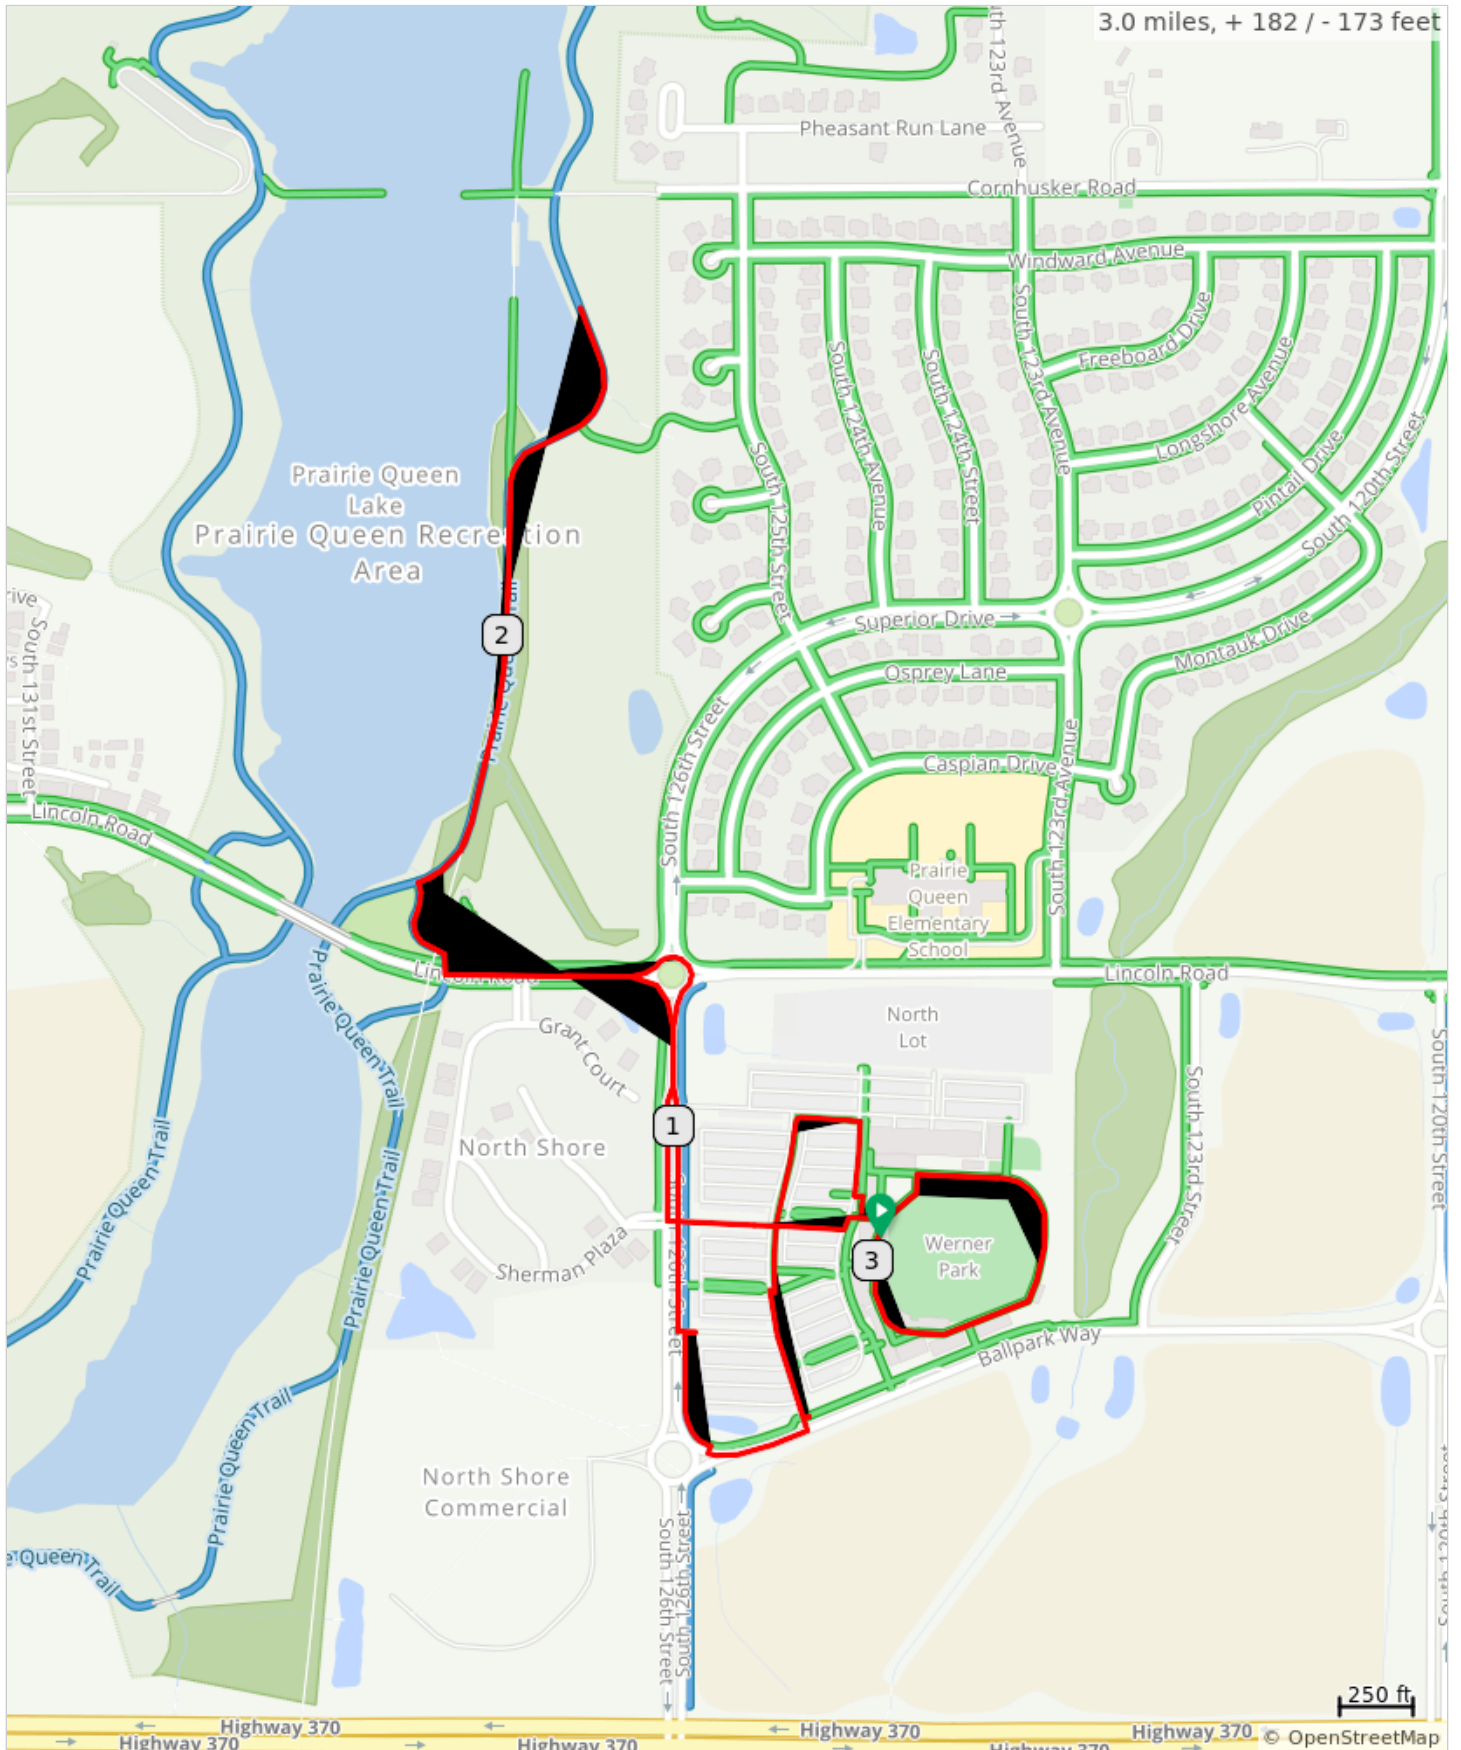 3.0 miles, + 182 / - 173 feet
Pheasant Run Lane
Cornhusker Road
Windward Avenue
South 123rd Avenue
Freeboard Drive
South 124th Avenue
South 124th Street
Longshore Avenue
Pintail Drive
South 120th Street
South 125th Street
Prairie Queen
Lake
Prairie Queen Recreation
Area
2
Superior Drive
Osprey Lane
Montauk Drive
South 131st Street
South 126th Street
Caspian Drive
South 123rd Avenue
Lincoln Road
Prairie
Queen
Elementary
School
Lincoln Road
Lincoln Road
North
Lot
Grant Court
Prairie Queen Trail
1
North Shore
South 123rd Street
South 120th Street
Prairie Queen Trail
Prairie Queen Trail
Sherman Plaza
Werner
Park
3
Ballpark Way
Prairie Queen Trail
North Shore
Commercial
South 126th Street
South 126th Street
250 ft
Highway 370
Highway 370
Highway 370
© OpenStreetMap
Highway 370
Highway 370